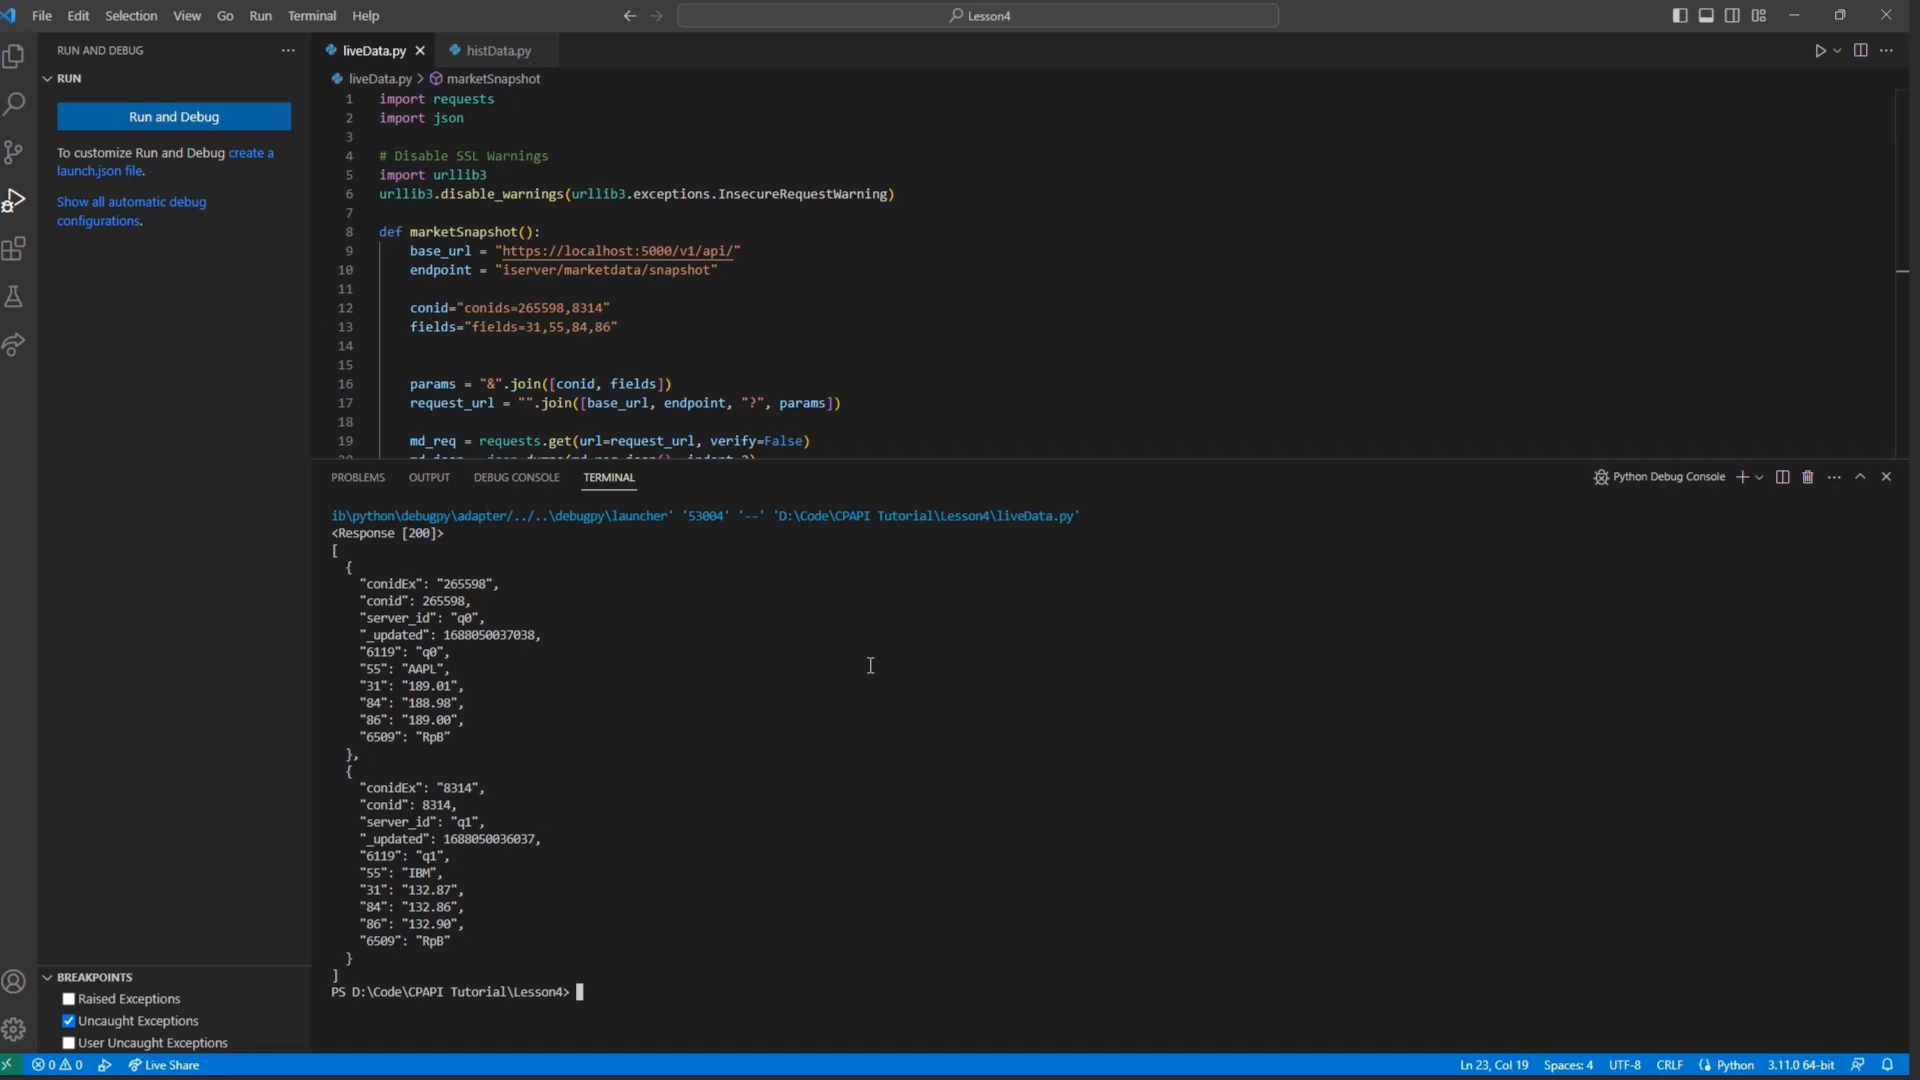 File Edit Selection View Go Run Terminal Help
Lesson4
RUN AND DEBUG
RUN
Run and Debug
To customize Run and Debug create a
launch.json file.
Show all automatic debug
configurations.
liveData.py
histData.py
liveData.py > marketSnapshot
1 import requests
2 import json
3
4 # Disable SSL Warnings
5 import urllib3
6 urllib3.disable_warnings(urllib3.exceptions.InsecureRequestWarning)
7
8 def marketSnapshot():
9 base_url = "https://localhost:5000/v1/api/"
10 endpoint = "iserver/marketdata/snapshot"
11
12 conid="conids=265598,8314"
13 fields="fields=31,55,84,86"
14
15
16 params = "&".join([conid, fields])
17 request_url = "".join([base_url, endpoint, "?", params])
18
19 md_req = requests.get(url=request_url, verify=False)
PROBLEMS OUTPUT DEBUG CONSOLE TERMINAL
Python Debug Console
ib\python\debugpy\adapter/../..\debugpy\launcher' '53004' '--' 'D:\Code\CPAPI Tutorial\Lesson4\liveData.py'
<Response [200]>
[
{
"conidEx": "265598",
"conid": 265598,
"server_id": "q0",
"_updated": 1688050037038,
"6119": "q0",
"55": "AAPL",
"31": "189.01",
"84": "188.98",
"86": "189.00",
"6509": "RpB"
},
{
"conidEx": "8314",
"conid": 8314,
"server_id": "q1",
"_updated": 1688050036037,
"6119": "q1",
"55": "IBM",
"31": "132.87",
"84": "132.86",
"86": "132.90",
"6509": "RpB"
}
]
PS D:\Code\CPAPI Tutorial\Lesson4>
BREAKPOINTS
Raised Exceptions
Uncaught Exceptions
User Uncaught Exceptions
0 0 Live Share
Ln 23, Col 19 Spaces: 4 UTF-8 CRLF Python 3.11.0 64-bit